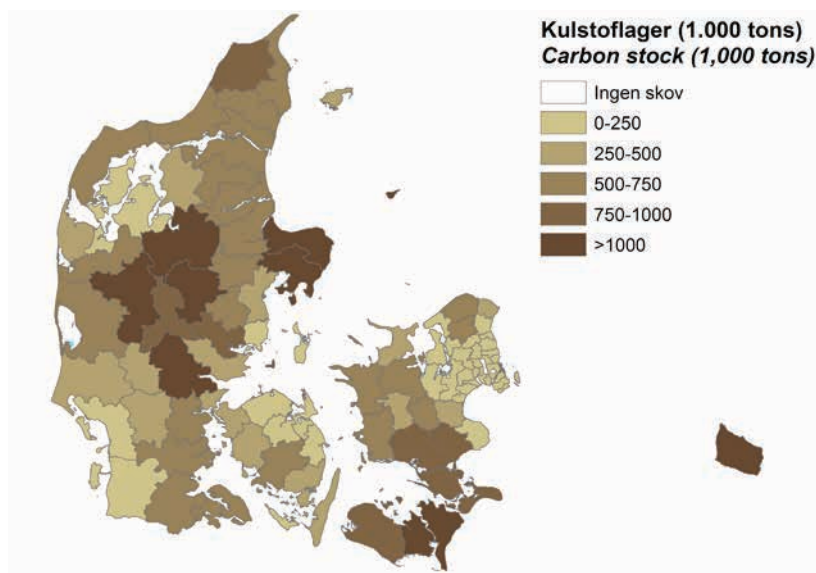 Kulstoflager (1.000 tons)
Carbon stock (1,000 tons)
Ingen skov
0-250
250-500
500-750
750-1000
>1000